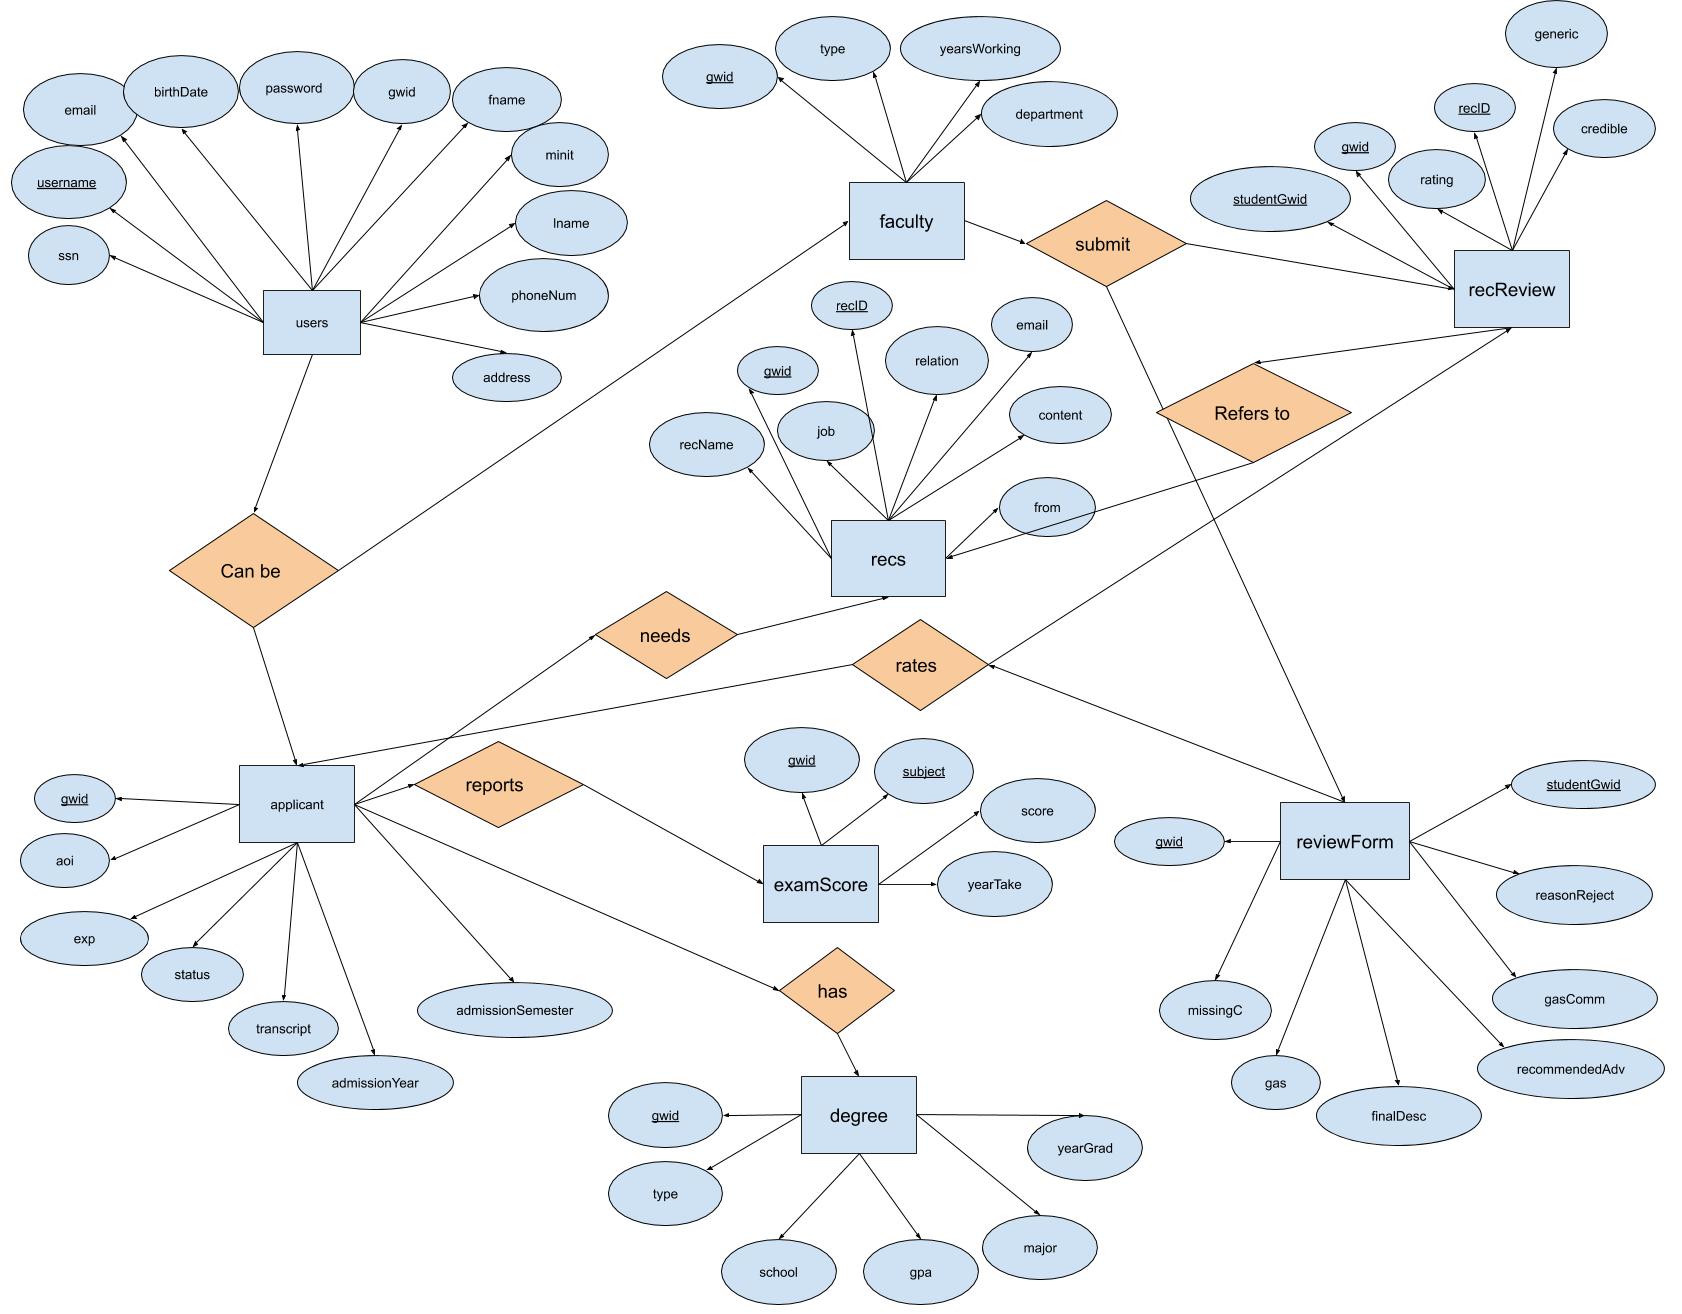 generic
type
yearsWorking
gwid
email
birthDate
password
gwid
fname
department
recID
credible
minit
gwid
rating
username
studentGwid
lname
faculty
submit
ssn
recReview
phoneNum
users
recID
email
relation
gwid
address
content
Refers to
job
recName
from
recs
Can be
needs
rates
gwid
subject
studentGwid
reports
applicant
gwid
score
aoi
gwid
reviewForm
examScore
yearTake
reasonReject
exp
status
has
gasComm
missingC
admissionSemester
transcript
recommendedAdv
admissionYear
gas
gwid
degree
finalDesc
yearGrad
type
major
school
gpa